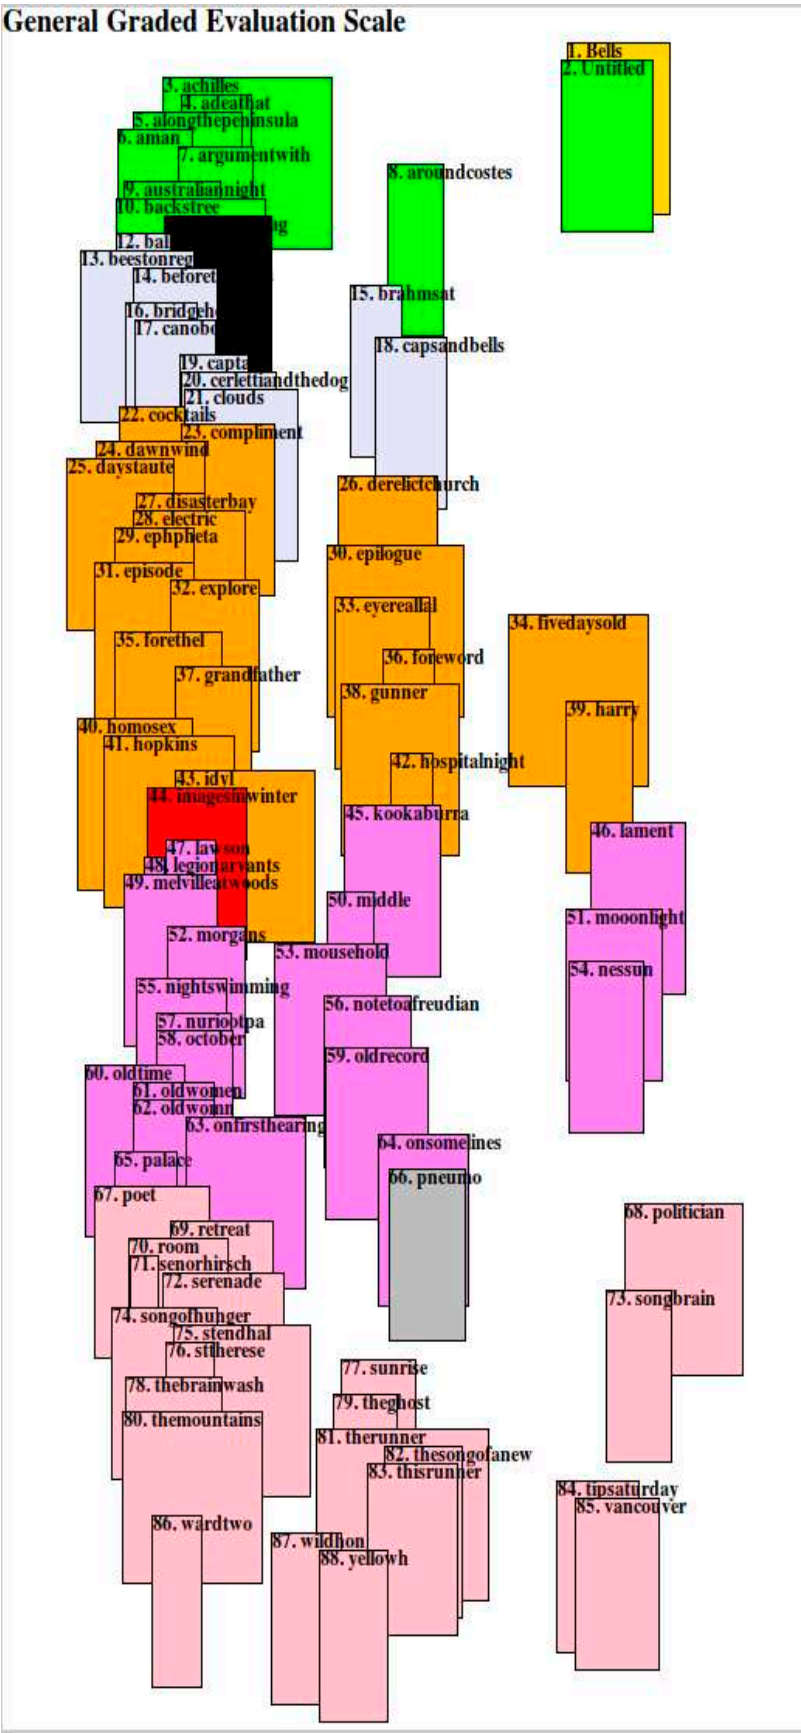 General Graded Evaluation Scale
1. Bells
2. Untitled
3. achilles
4. adeathat
5. alongthepeninsula
6. aman
7. argumentwith
8. aroundcostes
9. australiannight
10. backstree
12. bal
13. beestonreg
14. beforet
15. brahmsat
16. bridgeh
17. canobo
18. capsandbells
19. capta
20. cerlettiandthedog
21. clouds
22. cocktails
23. compliment
24. dawnwind
25. daystaute
26. derelictchurch
27. disasterbay
28. electric
29. ephpheta
30. epilogue
31. episode
32. explore
33. eyereallal
34. fivedaysold
35. forethel
36. foreword
37. grandfather
38. gunner
39. harry
40. homosex
41. hopkins
42. hospitalnight
43. idyl
44. imagesinwinter
45. kookaburra
46. lament
47. lawson
48. legionaryants
49. melvilleatwoods
50. middle
51. mooonlight
52. morgans
53. mousehold
54. nessun
55. nightswimming
56. notetoafreudian
57. nuriootpa
58. october
59. oldrecord
60. oldtime
61. oldwomen
62. oldwomn
63. onfirsthearing
64. onsomelines
65. palace
66. pneumo
67. poet
68. politician
69. retreat
70. room
71. senorhirsch
72. serenade
73. songbrain
74. songofhunger
75. stendhal
76. sttherese
77. sunrise
78. thebrainwash
79. theghost
80. themountains
81. therunner
82. thesongofanew
83. thisrunner
84. tipsaturday
85. vancouver
86. wardtwo
87. wildhon
88. yellowh